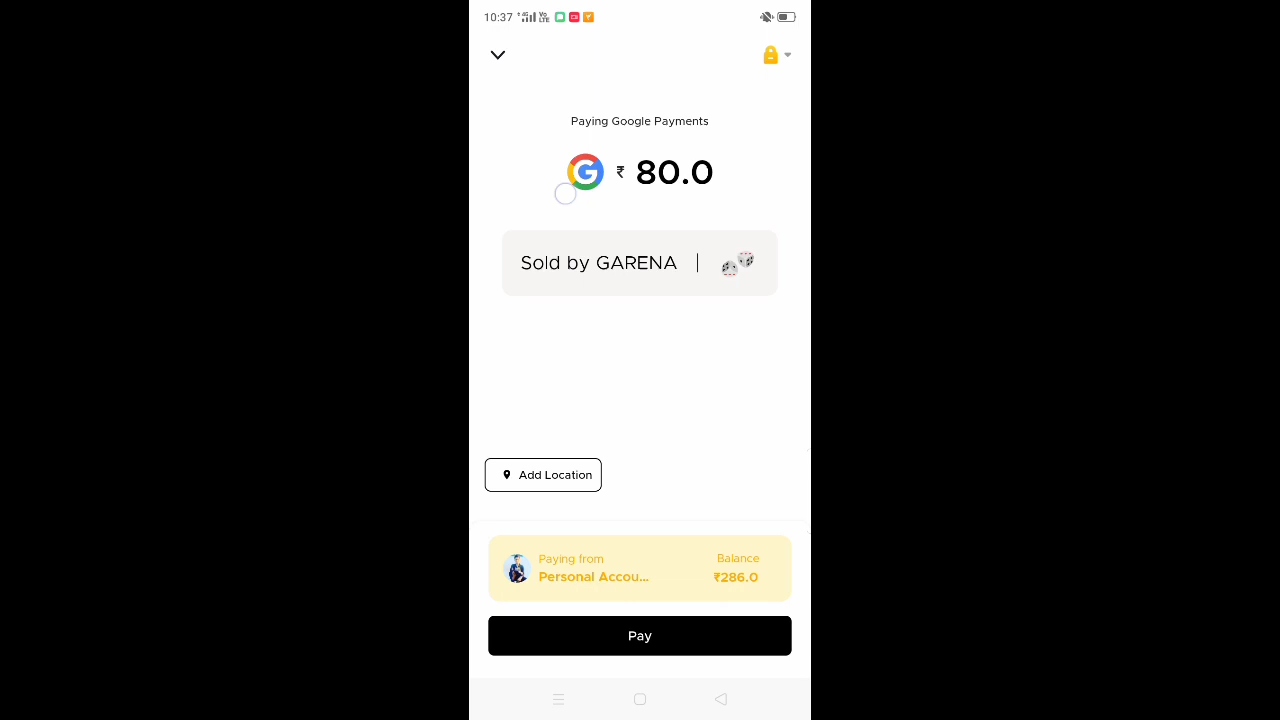 10:37
Paying Google Payments
₹ 80.0
Sold by GARENA |
Add Location
Paying from
Balance
Personal Accou...
₹286.0
Pay